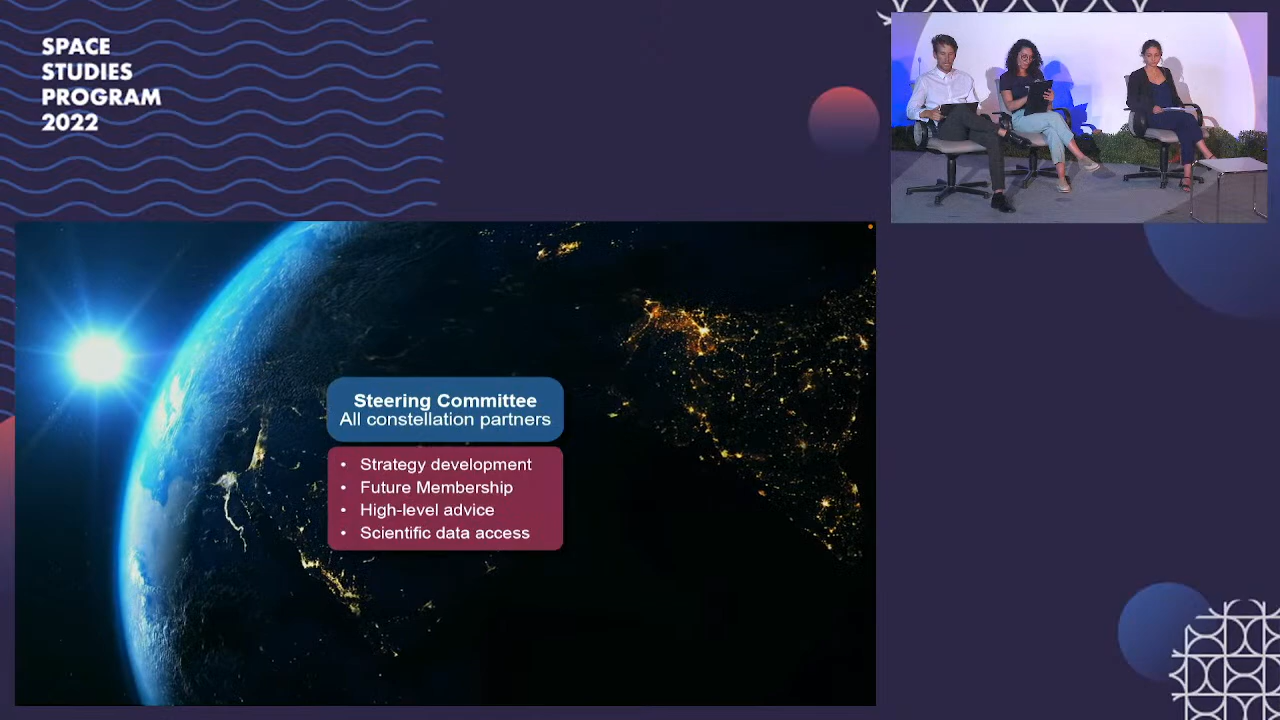 SPACE
STUDIES
PROGRAM
2022
Steering Committee
All constellation partners
• Strategy development
• Future Membership
• High-level advice
• Scientific data access